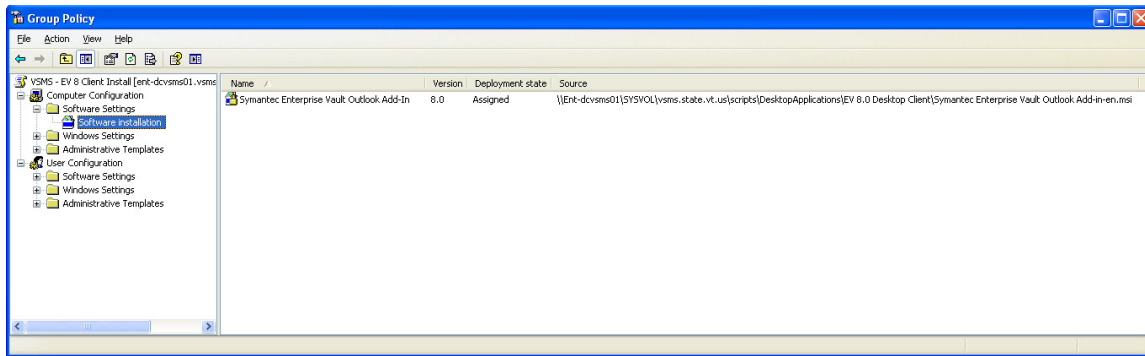 Group Policy
File Action View Help
VSMS - EV 8 Client Install [ent-dcvsms01.vsms
Computer Configuration
Software Settings
Software installation
Windows Settings
Administrative Templates
User Configuration
Software Settings
Windows Settings
Administrative Templates
Name Version Deployment state Source
Symantec Enterprise Vault Outlook Add-In 8.0 Assigned \\Ent-dcvsms01\SYSVOL\vsms.state.vt.us\scripts\DesktopApplications\EV 8.0 Desktop Client\Symantec Enterprise Vault Outlook Add-in-en.msi